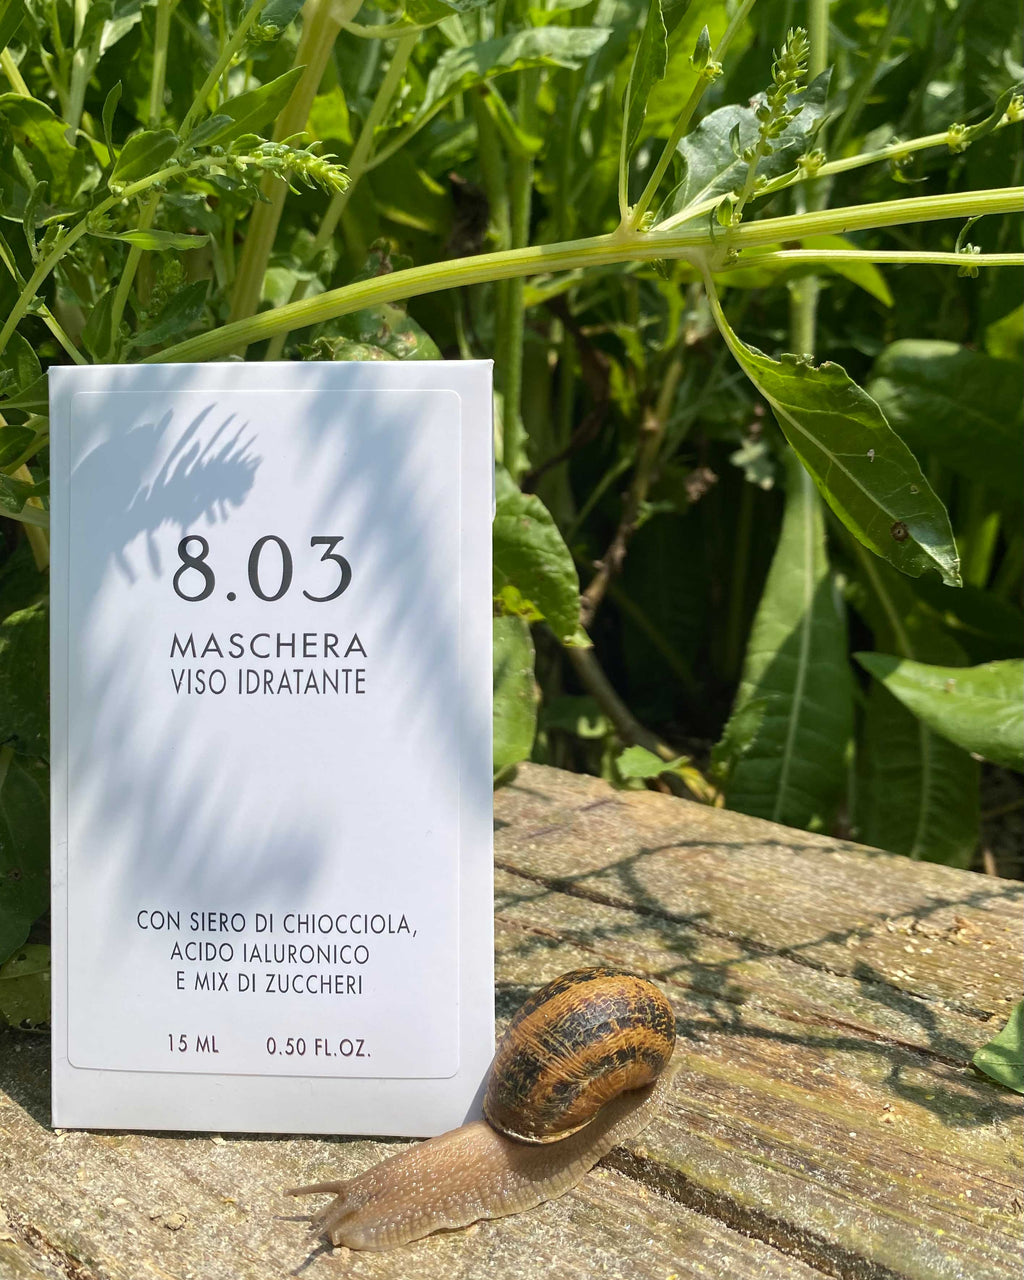 8.03
MASCHERA
VISO IDRATANTE
CON SIERO DI CHIOCCIOLA,
ACIDO IALURONICO
E MIX DI ZUCCHERI
15 ML 0.50 FL.OZ.